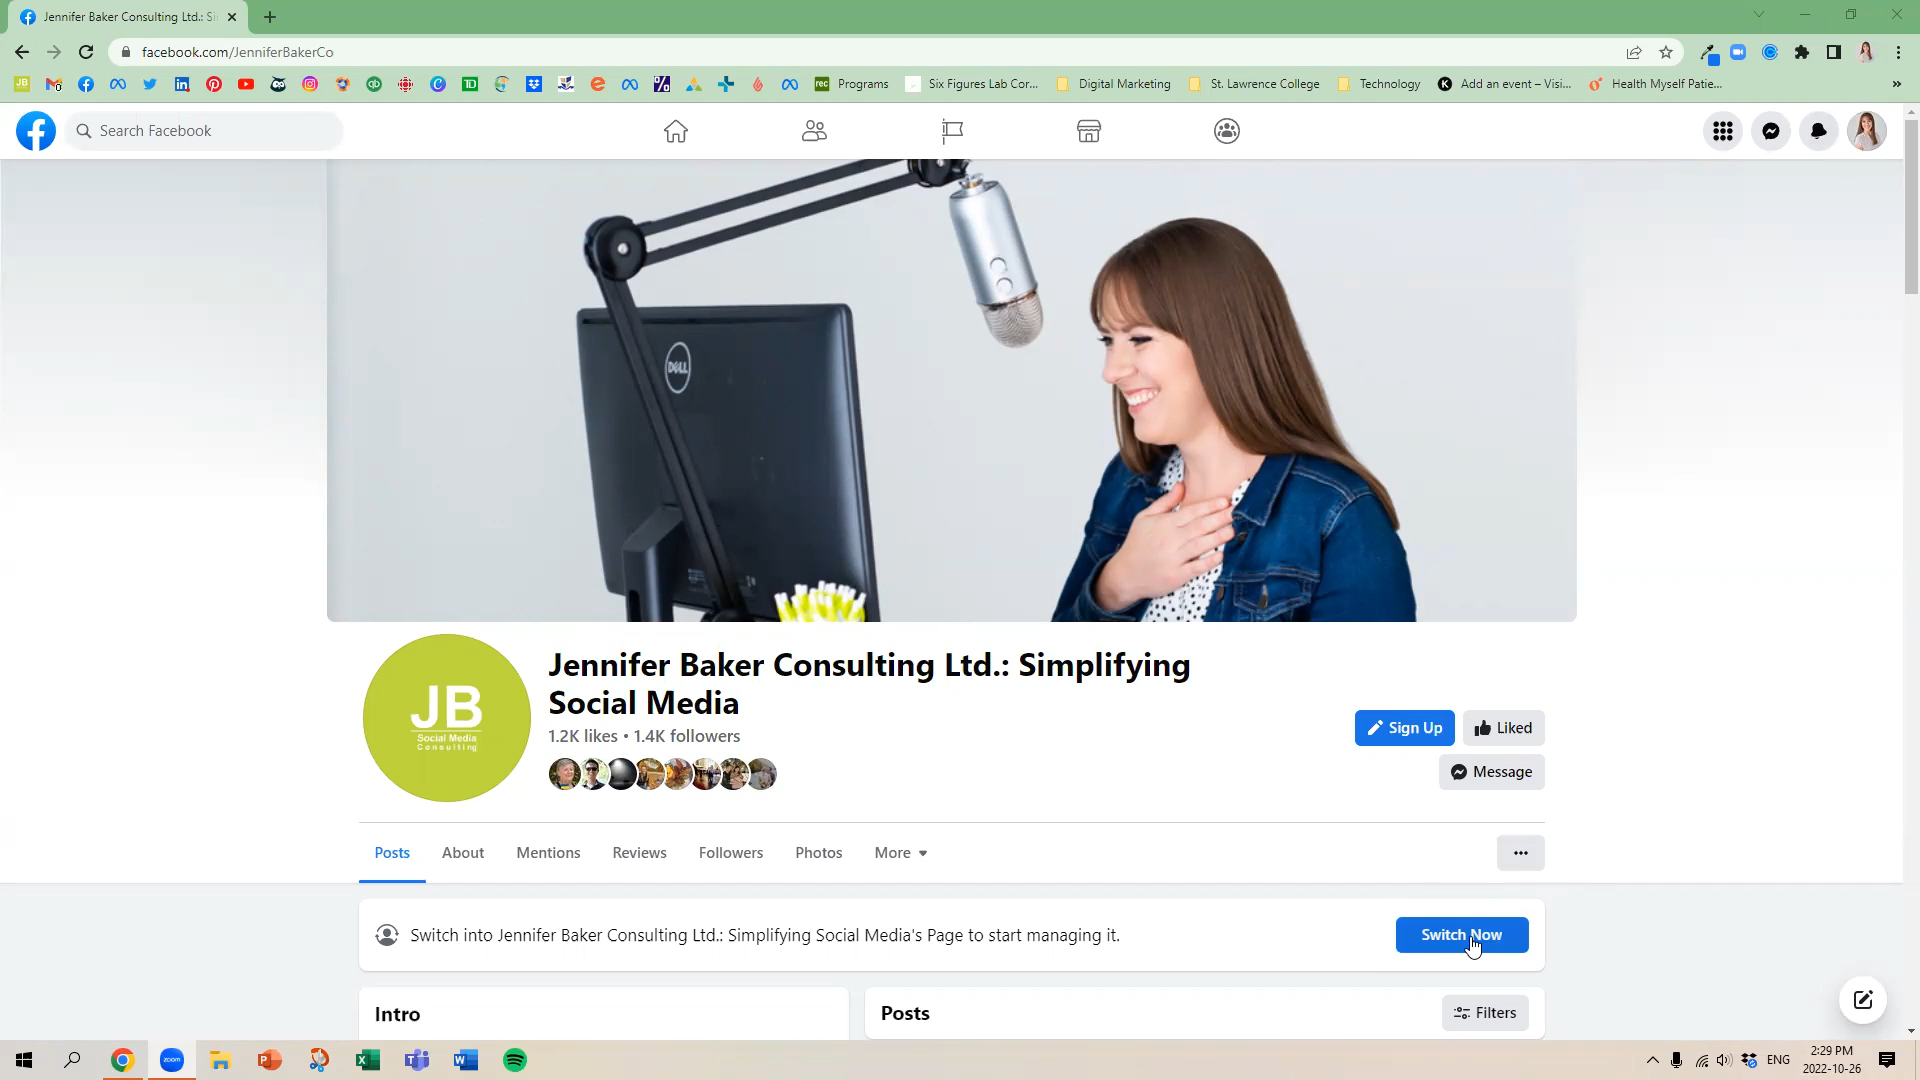 Jennifer Baker Consulting Ltd.: Si
facebook.com/JenniferBakerCo
Programs
Six Figures Lab Cor...
Digital Marketing
St. Lawrence College
Technology
Add an event – Visi...
Health Myself Patie...
Search Facebook
DELL
JB
Social Media
Consulting
Jennifer Baker Consulting Ltd.: Simplifying
Social Media
1.2K likes • 1.4K followers
Sign Up
Liked
Message
Posts
About
Mentions
Reviews
Followers
Photos
More
Switch into Jennifer Baker Consulting Ltd.: Simplifying Social Media's Page to start managing it.
Switch Now
Intro
Posts
Filters
zoom
ENG
2:29 PM
2022-10-26